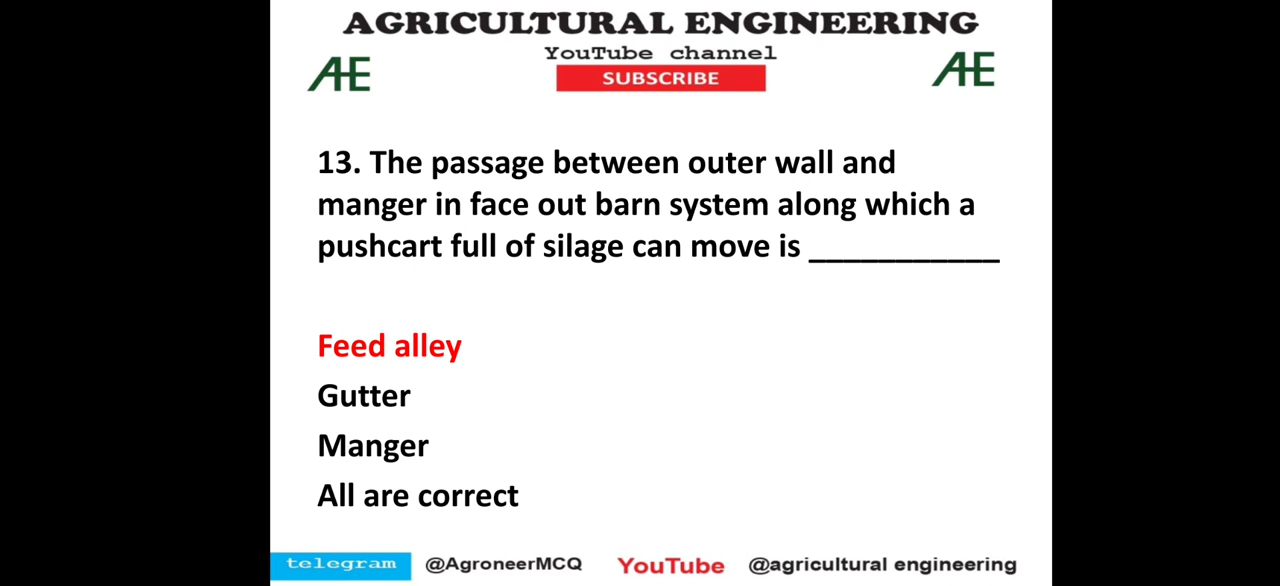 AGRICULTURAL ENGINEERING
YouTube channel
AE SUBSCRIBE AE
13. The passage between outer wall and
manger in face out barn system along which a
pushcart full of silage can move is ___________
Feed alley
Gutter
Manger
All are correct
telegram @AgroneerMCQ YouTube @agricultural engineering